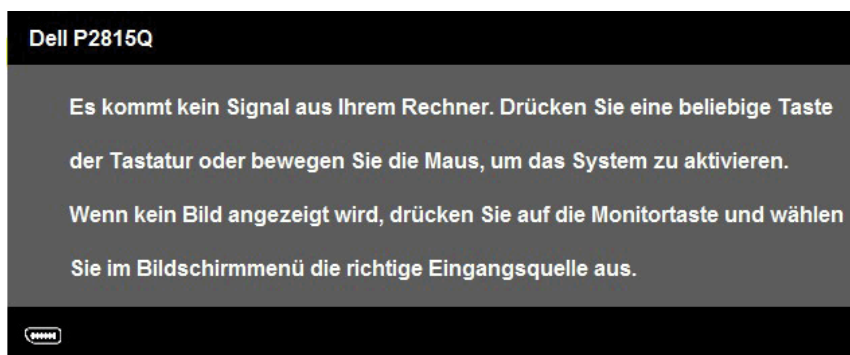 Dell P2815Q
Es kommt kein Signal aus Ihrem Rechner. Drücken Sie eine beliebige Taste
der Tastatur oder bewegen Sie die Maus, um das System zu aktivieren.
Wenn kein Bild angezeigt wird, drücken Sie auf die Monitortaste und wählen
Sie im Bildschirmmenü die richtige Eingangsquelle aus.